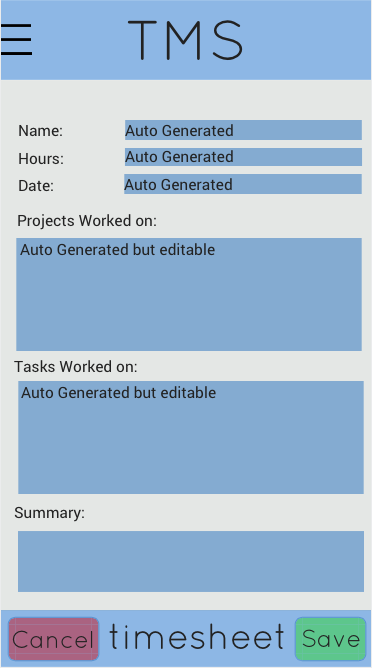 TMS
Name: Auto Generated
Hours: Auto Generated
Date: Auto Generated
Projects Worked on:
Auto Generated but editable
Tasks Worked on:
Auto Generated but editable
Summary:
Cancel timesheet Save